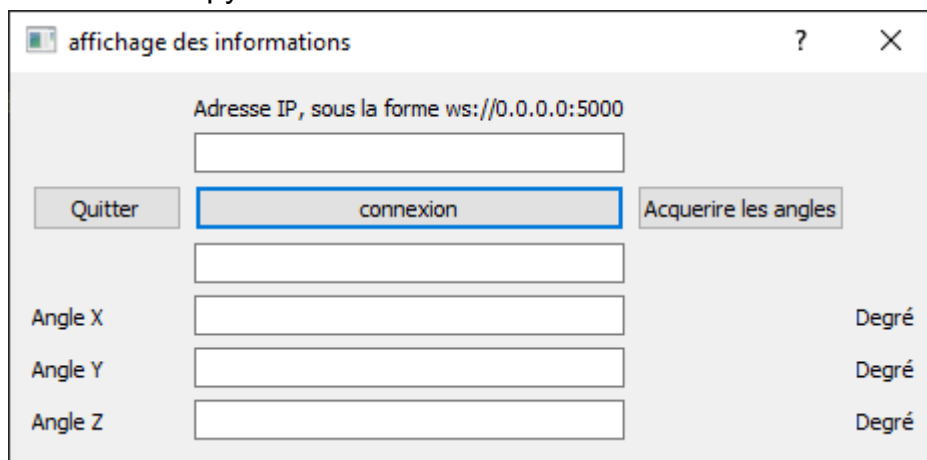 py
affichage des informations ?
Adresse IP, sous la forme ws://0.0.0.0:5000
Quitter connexion Acquerire les angles
Angle X Degré
Angle Y Degré
Angle Z Degré